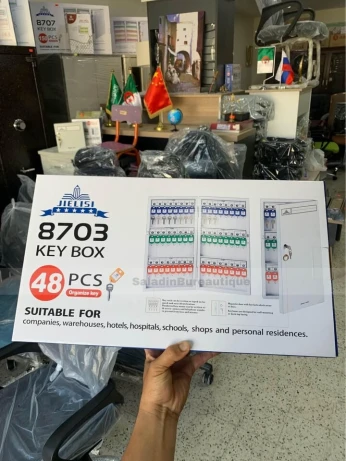 8707
KEY BOX
JIELISI
8703
KEY BOX
48 PCS
Organize key
SUITABLE FOR
companies, warehouses, hotels, hospitals, schools, shops and personal residences.
SaladinBureautique